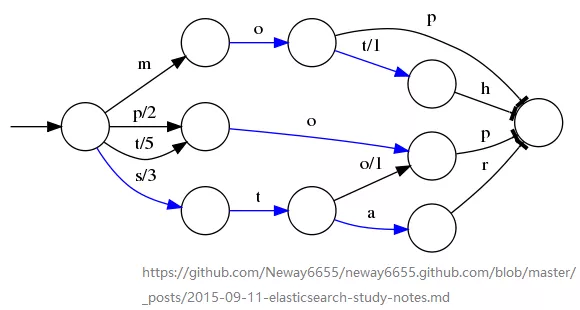 p
o
t/1
m
h
p/2
o
t/5
p
o/1
r
s/3
t
a
https://github.com/Neway6655/neway6655.github.com/blob/master/
_posts/2015-09-11-elasticsearch-study-notes.md